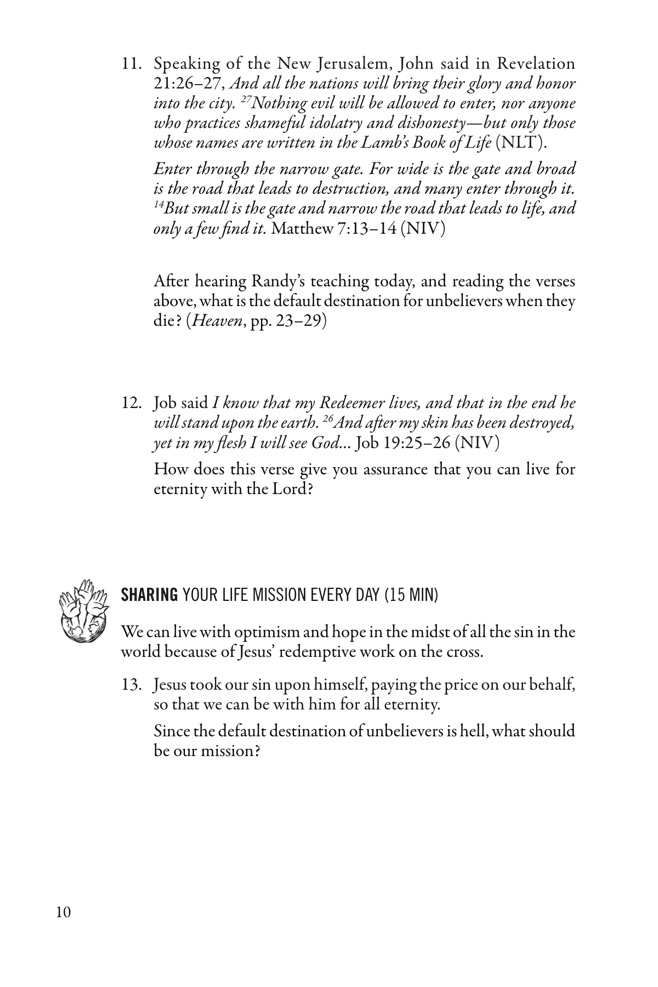 11. Speaking of the New Jerusalem, John said in Revelation
21:26–27, And all the nations will bring their glory and honor
into the city. ²⁷Nothing evil will be allowed to enter, nor anyone
who practices shameful idolatry and dishonesty—but only those
whose names are written in the Lamb's Book of Life (NLT).
Enter through the narrow gate. For wide is the gate and broad
is the road that leads to destruction, and many enter through it.
¹⁴But small is the gate and narrow the road that leads to life, and
only a few find it. Matthew 7:13–14 (NIV)
After hearing Randy's teaching today, and reading the verses
above, what is the default destination for unbelievers when they
die? (Heaven, pp. 23–29)
12. Job said I know that my Redeemer lives, and that in the end he
will stand upon the earth. ²⁶And after my skin has been destroyed,
yet in my flesh I will see God... Job 19:25–26 (NIV)
How does this verse give you assurance that you can live for
eternity with the Lord?
SHARING YOUR LIFE MISSION EVERY DAY (15 MIN)
We can live with optimism and hope in the midst of all the sin in the
world because of Jesus' redemptive work on the cross.
13. Jesus took our sin upon himself, paying the price on our behalf,
so that we can be with him for all eternity.
Since the default destination of unbelievers is hell, what should
be our mission?
10